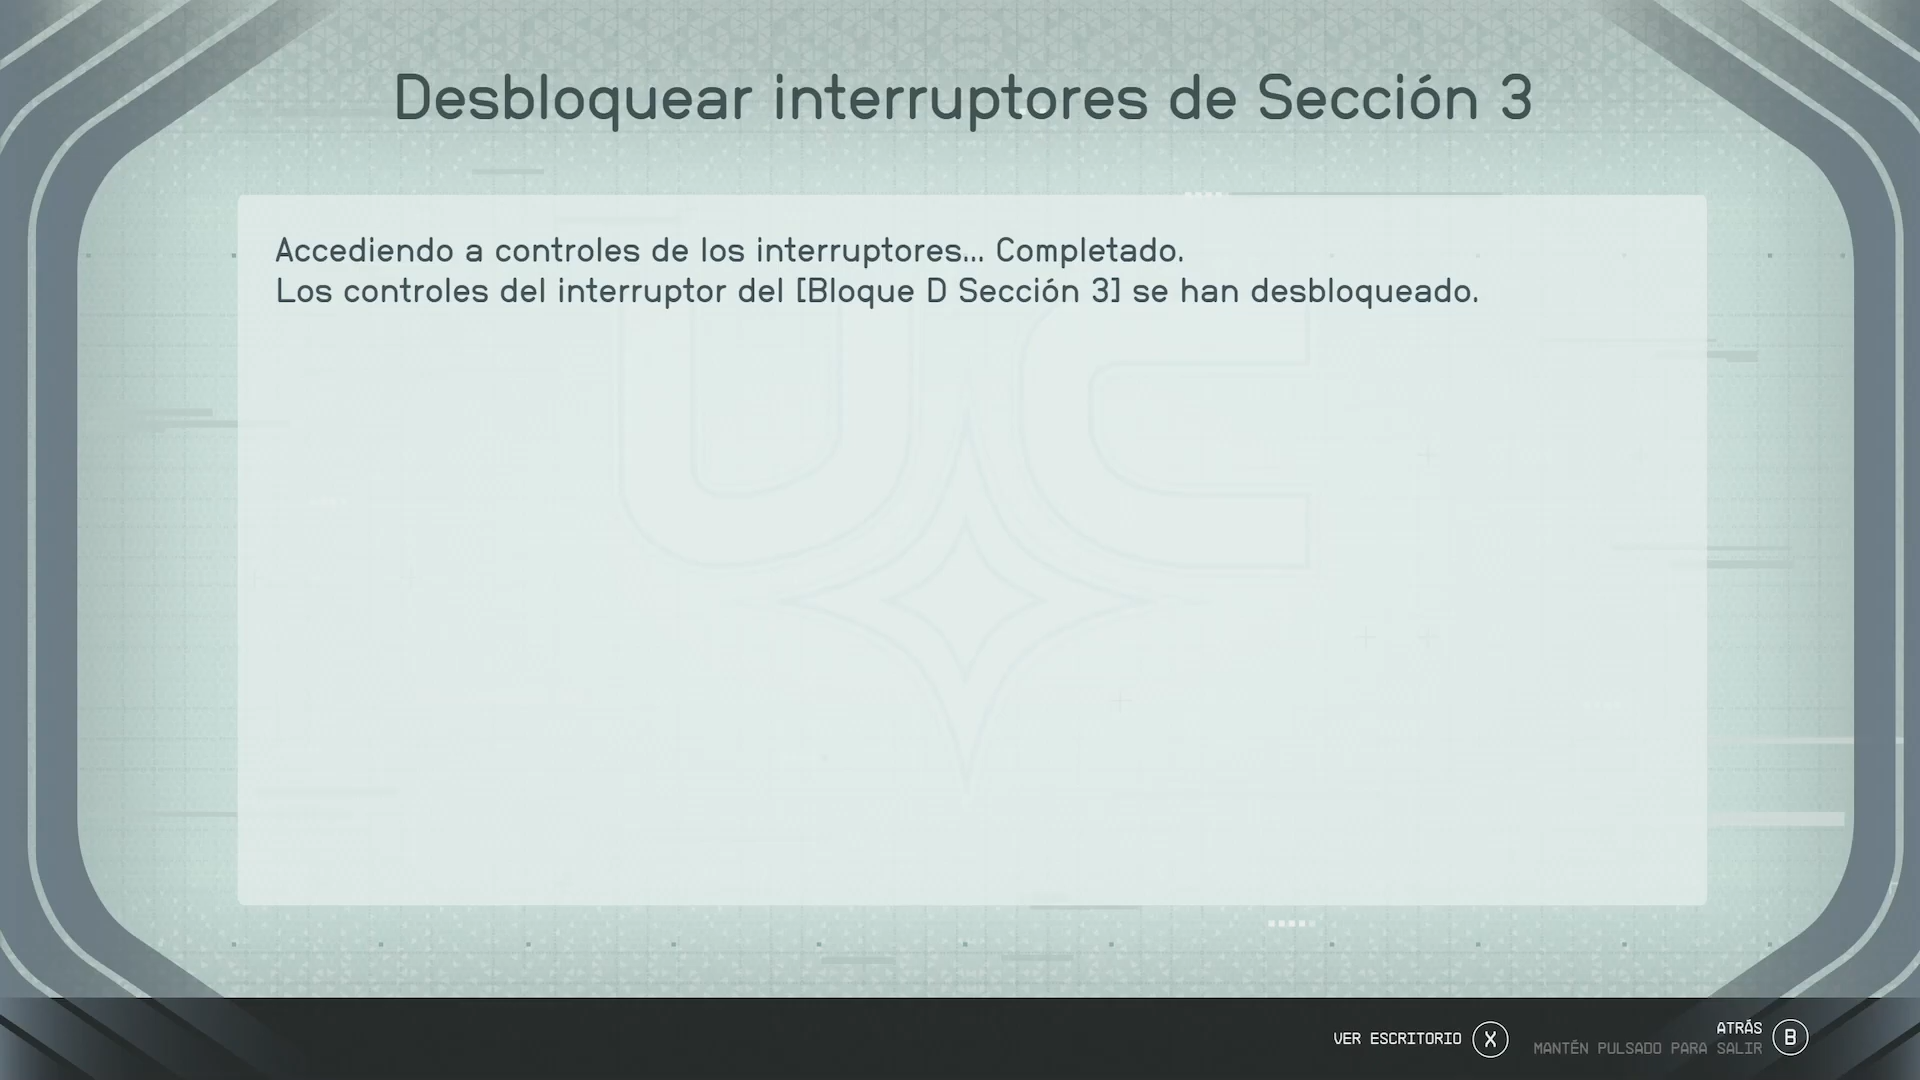 Desbloquear interruptores de Sección 3
Accediendo a controles de los interruptores... Completado.
Los controles del interruptor del [Bloque D Sección 3] se han desbloqueado.
UC
VER ESCRITORIO X
ATRÁS B
MANTÉN PULSADO PARA SALIR